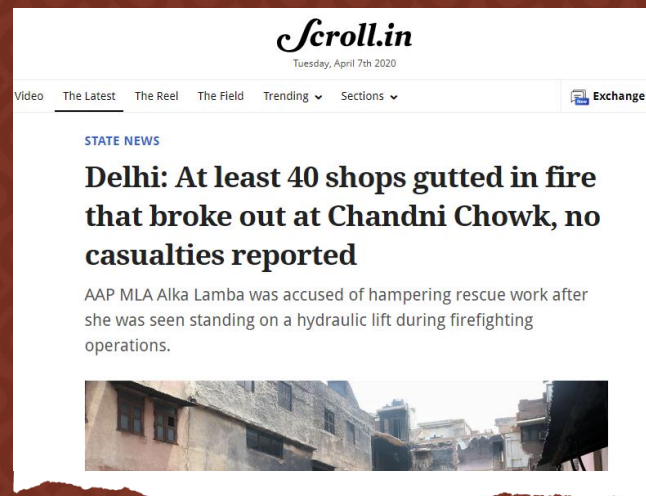 Scroll.in
Tuesday, April 7th 2020
Video The Latest The Reel The Field Trending Sections Exchange
New
STATE NEWS
Delhi: At least 40 shops gutted in fire
that broke out at Chandni Chowk, no
casualties reported
AAP MLA Alka Lamba was accused of hampering rescue work after
she was seen standing on a hydraulic lift during firefighting
operations.